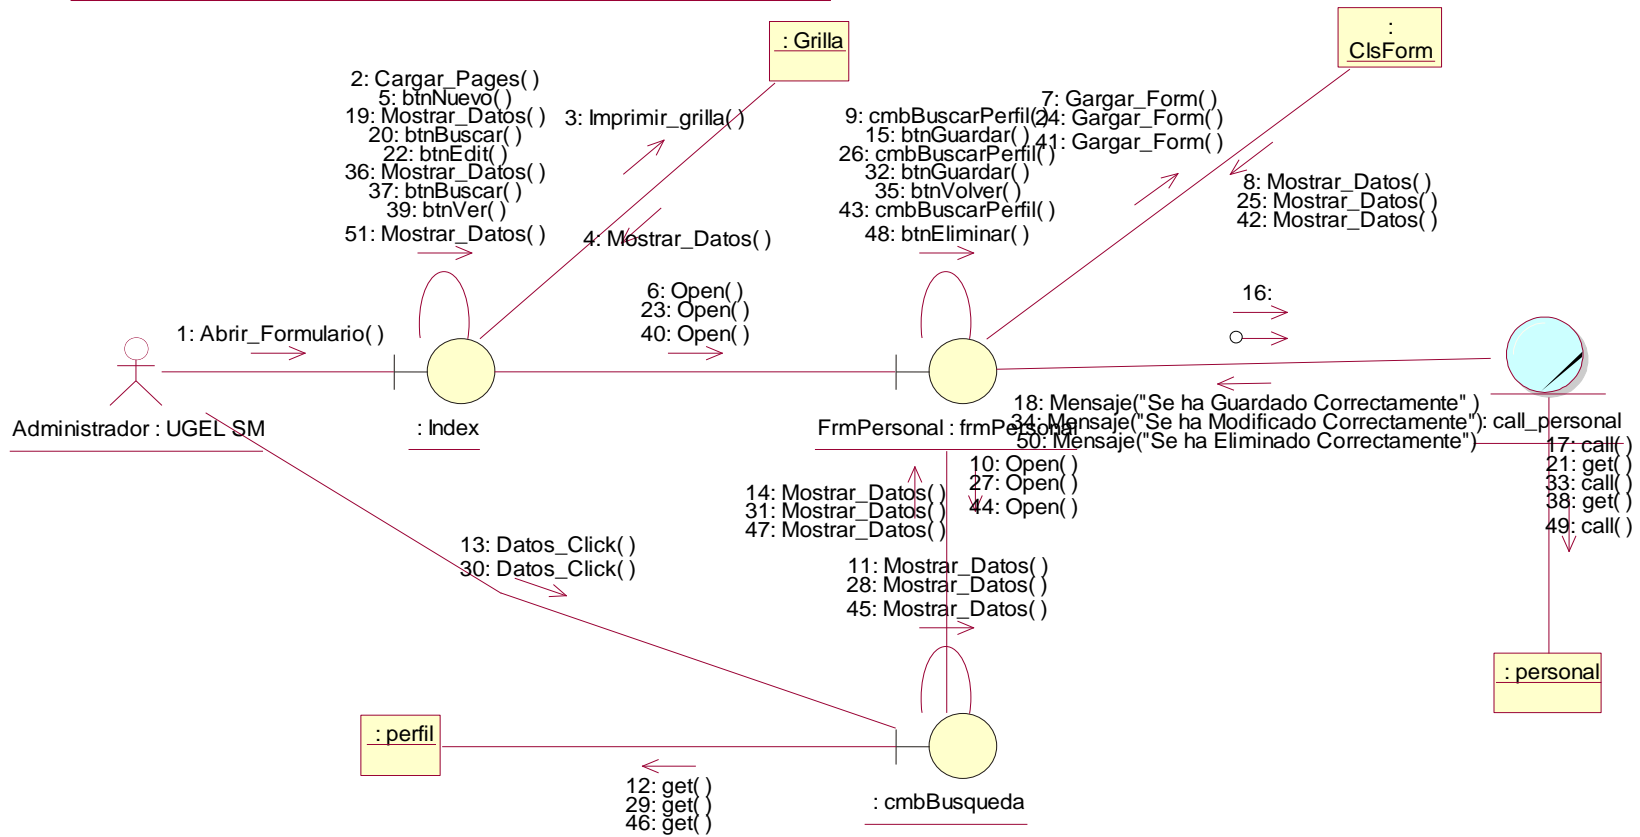 : Grilla
:
ClsForm
2: Cargar_Pages( )
5: btnNuevo( )
19: Mostrar_Datos( )
20: btnBuscar( )
22: btnEdit( )
36: Mostrar_Datos( )
37: btnBuscar( )
39: btnVer( )
51: Mostrar_Datos( )
3: Imprimir_grilla( )
4: Mostrar_Datos( )
9: cmbBuscarPerfil( )
15: btnGuardar( )
26: cmbBuscarPerfil( )
32: btnGuardar( )
35: btnVolver( )
43: cmbBuscarPerfil( )
48: btnEliminar( )
7: Gargar_Form( )
24: Gargar_Form( )
41: Gargar_Form( )
8: Mostrar_Datos( )
25: Mostrar_Datos( )
42: Mostrar_Datos( )
1: Abrir_Formulario( )
6: Open( )
23: Open( )
40: Open( )
16:
Administrador : UGEL SM
: Index
FrmPersonal : frmPersonal
18: Mensaje("Se ha Guardado Correctamente" )
34: Mensaje("Se ha Modificado Correctamente")
50: Mensaje("Se ha Eliminado Correctamente")
: call_personal
17: call( )
21: get( )
33: call( )
38: get( )
49: call( )
10: Open( )
27: Open( )
44: Open( )
14: Mostrar_Datos( )
31: Mostrar_Datos( )
47: Mostrar_Datos( )
13: Datos_Click( )
30: Datos_Click( )
11: Mostrar_Datos( )
28: Mostrar_Datos( )
45: Mostrar_Datos( )
: personal
: perfil
12: get( )
29: get( )
46: get( )
: cmbBusqueda